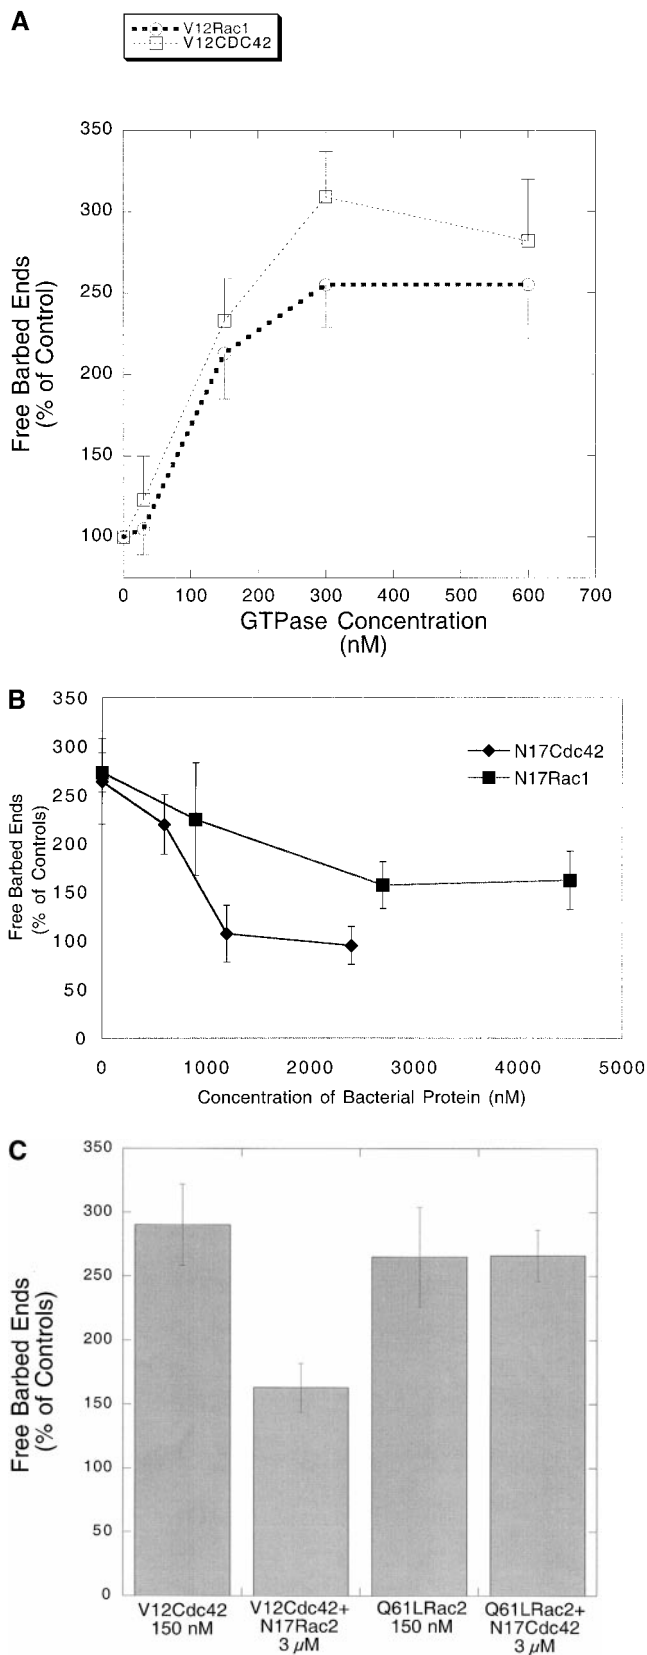 A
V12Rac1
V12CDC42
350
300
250
200
150
100
Free Barbed Ends
(% of Control)
0 100 200 300 400 500 600 700
GTPase Concentration
(nM)
B
350
300
250
200
150
100
50
0
Free Barbed Ends
(% of Controls)
N17Cdc42
N17Rac1
0 1000 2000 3000 4000 5000
Concentration of Bacterial Protein (nM)
C
350
300
250
200
150
100
50
0
Free Barbed Ends
(% of Controls)
V12Cdc42 V12Cdc42+ Q61LRac2 Q61LRac2+
150 nM N17Rac2 150 nM N17Cdc42
3 µM 3 µM